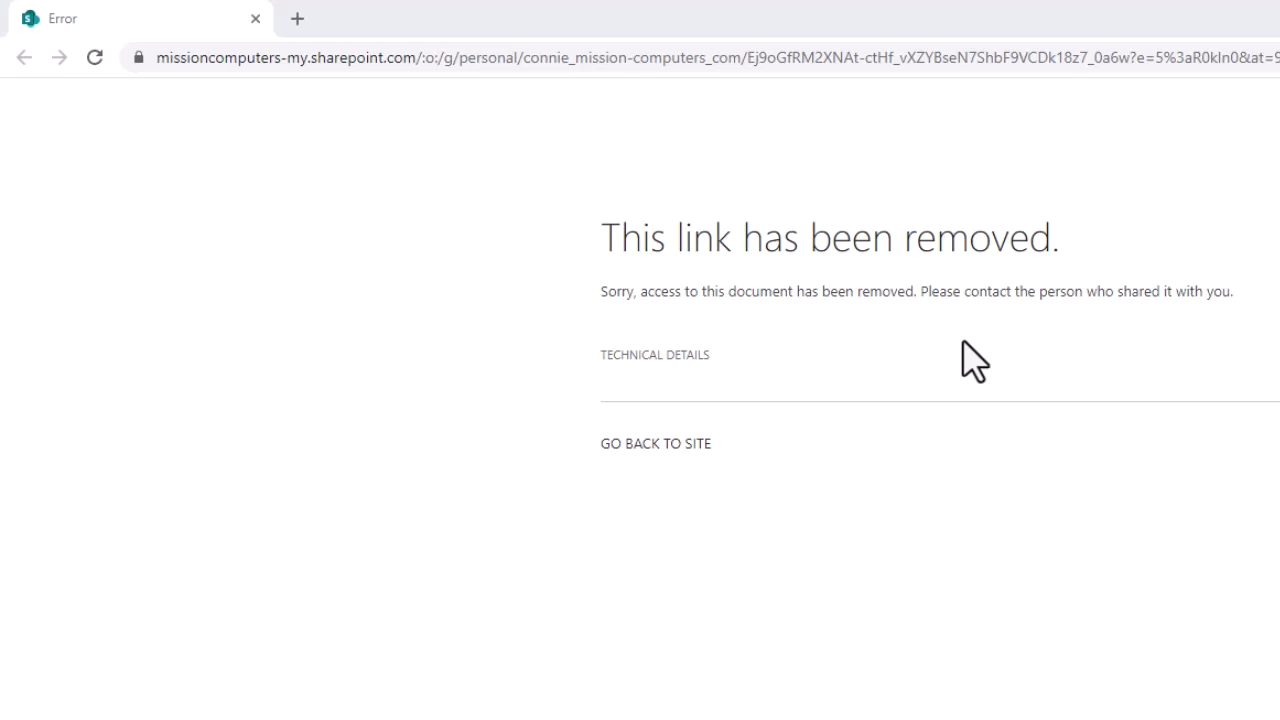 Error
missioncomputers-my.sharepoint.com/:o:/g/personal/connie_mission-computers_com/Ej9oGfRM2XNAt-ctHf_vXZYBseN7ShbF9VCDk18z7_0a6w?e=5%3aR0kIn0&at=9
This link has been removed.
Sorry, access to this document has been removed. Please contact the person who shared it with you.
TECHNICAL DETAILS
GO BACK TO SITE